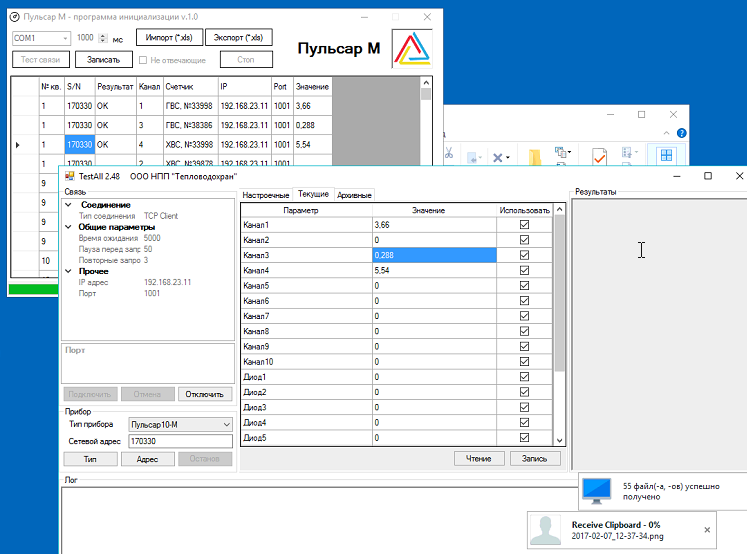 Пульсар М - программа инициализации v.1.0
COM1 1000 мс Импорт (*.xls) Экспорт (*.xls)
Пульсар М
Тест связи Записать Не отвечающие Стоп
№ кв. S/N Результат Канал Счетчик IP Port Значение
1 170330 OK 1 ГВС, №33998 192.168.23.11 1001 3,66
1 170330 OK 3 ГВС, №38386 192.168.23.11 1001 0,288
1 170330 OK 4 ХВС, №33998 192.168.23.11 1001 5,54
1 170330 OK 2 ХВС, №39878 192.168.23.11 1001
9
9
9
9
10
TestAll 2.48 ООО НПП "Тепловодохран"
Связь
Соединение
Тип соединения TCP Client
Общие параметры
Время ожидания 5000
Пауза перед запр 50
Повторные запро 3
Прочее
IP адрес 192.168.23.11
Порт 1001
Порт
Подключить Отмена Отключить
Прибор
Тип прибора Пульсар10-М
Сетевой адрес 170330
Тип Адрес Останов
Настроечные Текущие Архивные
Параметр Значение Использовать
Канал1 3,66
Канал2 0
Канал3 0,288
Канал4 5,54
Канал5 0
Канал6 0
Канал7 0
Канал8 0
Канал9 0
Канал10 0
Диод1 0
Диод2 0
Диод3 0
Диод4 0
Диод5 0
Чтение Запись
Результаты
Лог
55 файл(-а, -ов) успешно
получено
Receive Clipboard - 0%
2017-02-07_12-37-34.png